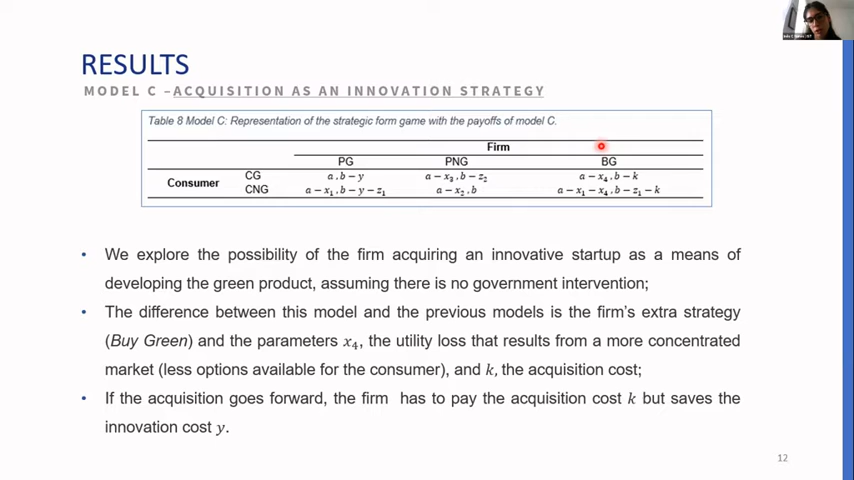 RESULTS
MODEL C –ACQUISITION AS AN INNOVATION STRATEGY
Table 8 Model C: Representation of the strategic form game with the payoffs of model C.
Firm
PG PNG BG
Consumer
CG a , b − y a − x₃ , b − z₂ a − x₄ , b − k
CNG a − x₁ , b − y − z₁ a − x₂ , b a − x₁ − x₄ , b − z₁ − k
• We explore the possibility of the firm acquiring an innovative startup as a means of
developing the green product, assuming there is no government intervention;
• The difference between this model and the previous models is the firm's extra strategy
(Buy Green) and the parameters x₄, the utility loss that results from a more concentrated
market (less options available for the consumer), and k, the acquisition cost;
• If the acquisition goes forward, the firm has to pay the acquisition cost k but saves the
innovation cost y.
12